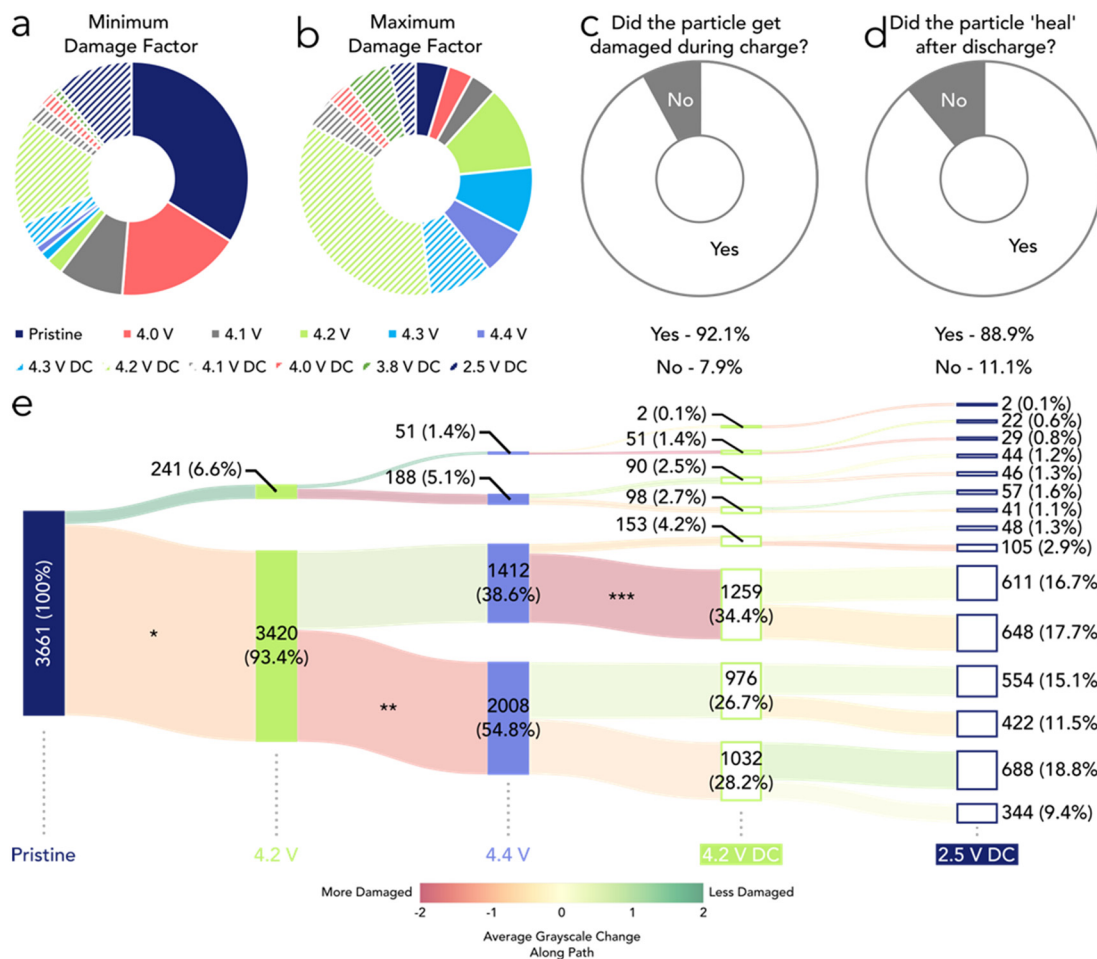 a
Minimum
Damage Factor
b
Maximum
Damage Factor
c
Did the particle get
damaged during charge?
d
Did the particle 'heal'
after discharge?
No
Yes
No
Yes
Pristine
4.0 V
4.1 V
4.2 V
4.3 V
4.4 V
4.3 V DC
4.2 V DC
4.1 V DC
4.0 V DC
3.8 V DC
2.5 V DC
Yes - 92.1%
No - 7.9%
Yes - 88.9%
No - 11.1%
e
3661 (100%)
241 (6.6%)
3420
(93.4%)
51 (1.4%)
188 (5.1%)
1412
(38.6%)
2008
(54.8%)
2 (0.1%)
51 (1.4%)
90 (2.5%)
98 (2.7%)
153 (4.2%)
1259
(34.4%)
976
(26.7%)
1032
(28.2%)
2 (0.1%)
22 (0.6%)
29 (0.8%)
44 (1.2%)
46 (1.3%)
57 (1.6%)
41 (1.1%)
48 (1.3%)
105 (2.9%)
611 (16.7%
648 (17.7%
554 (15.1%
422 (11.5%
688 (18.8%
344 (9.4%)
*
**
***
Pristine
4.2 V
4.4 V
4.2 V DC
2.5 V DC
More Damaged
Less Damaged
-2
-1
0
1
2
Average Grayscale Change
Along Path